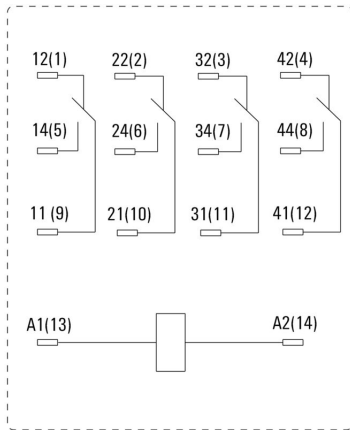 12(1) 22(2) 32(3) 42(4)
14(5) 24(6) 34(7) 44(8)
11 (9) 21(10) 31(11) 41(12)
A1(13) A2(14)